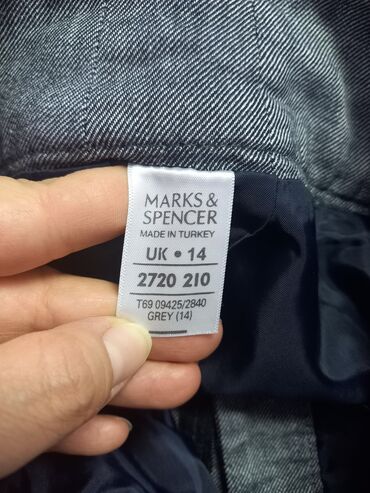 MARKS &
SPENCER
MADE IN TURKEY
UK • 14
2720 210
T69 09425/2840
GREY (14)